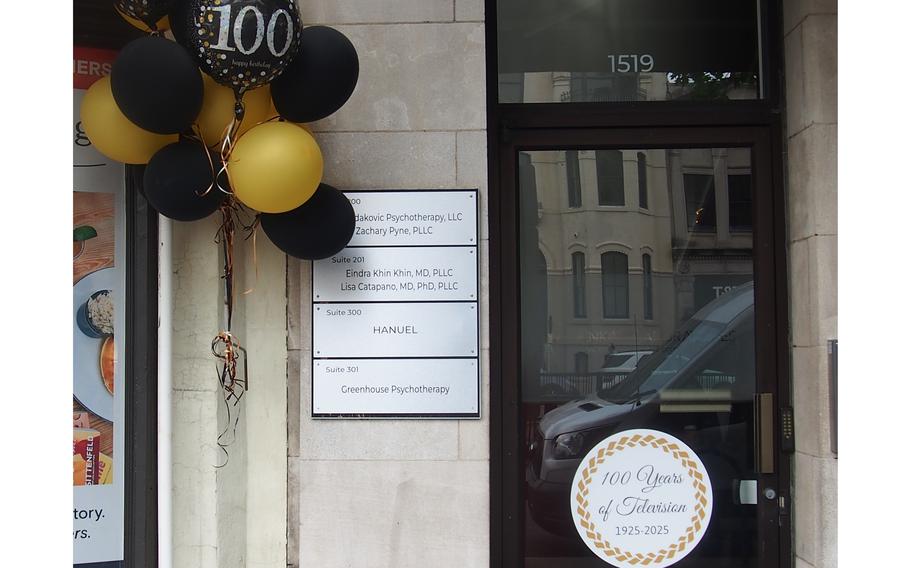 100
happy birthday
1519
200
dakovic Psychotherapy, LLC
Zachary Pyne, PLLC
Suite 201
Eindra Khin Khin, MD, PLLC
Lisa Catapano, MD, PhD, PLLC
Suite 300
HANUEL
Suite 301
Greenhouse Psychotherapy
100 Years
of Television
1925-2025
tory.
rs.